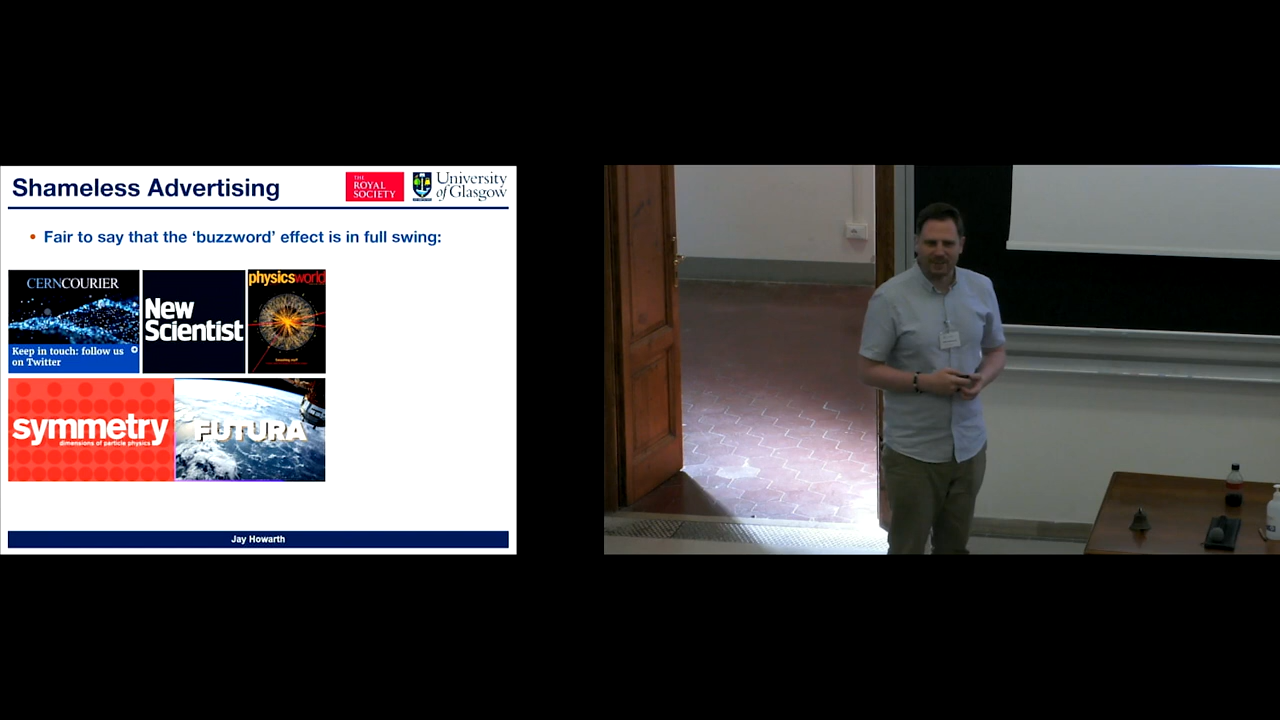 Shameless Advertising
THE
ROYAL
SOCIETY
University
of Glasgow
• Fair to say that the ‘buzzword’ effect is in full swing:
CERNCOURIER
Keep in touch: follow us
on Twitter
New
Scientist
physicsworld
symmetry
dimensions of particle physics
FUTURA
Jay Howarth